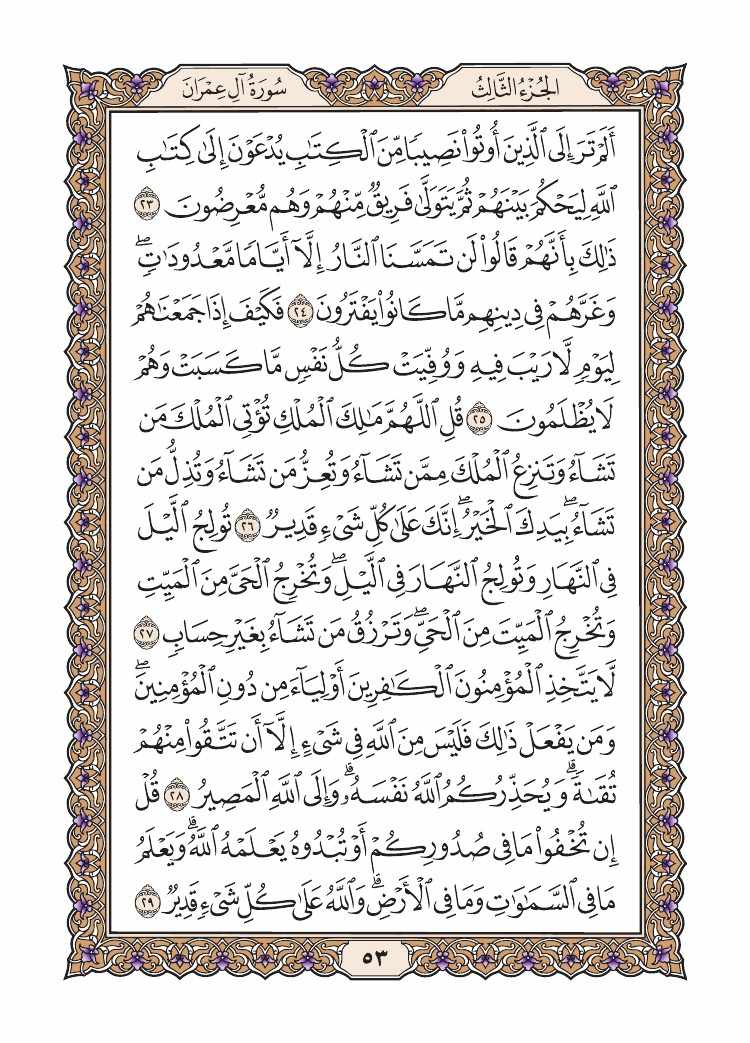 الجُزْءُ الثَّالِثُ
سُورَةُ آلِ عِمْرَانَ
أَلَمْ تَرَ إِلَى ٱلَّذِينَ أُوتُوا۟ نَصِيبًا مِّنَ ٱلْكِتَٰبِ يُدْعَوْنَ إِلَىٰ كِتَٰبِ
ٱللَّهِ لِيَحْكُمَ بَيْنَهُمْ ثُمَّ يَتَوَلَّىٰ فَرِيقٌ مِّنْهُمْ وَهُم مُّعْرِضُونَ ٢٣
ذَٰلِكَ بِأَنَّهُمْ قَالُوا۟ لَن تَمَسَّنَا ٱلنَّارُ إِلَّآ أَيَّامًا مَّعْدُودَٰتٍ ۖ
وَغَرَّهُمْ فِى دِينِهِم مَّا كَانُوا۟ يَفْتَرُونَ ٢٤ فَكَيْفَ إِذَا جَمَعْنَٰهُمْ
لِيَوْمٍ لَّا رَيْبَ فِيهِ وَوُفِّيَتْ كُلُّ نَفْسٍ مَّا كَسَبَتْ وَهُمْ
لَا يُظْلَمُونَ ٢٥ قُلِ ٱللَّهُمَّ مَٰلِكَ ٱلْمُلْكِ تُؤْتِى ٱلْمُلْكَ مَن
تَشَآءُ وَتَنزِعُ ٱلْمُلْكَ مِمَّن تَشَآءُ وَتُعِزُّ مَن تَشَآءُ وَتُذِلُّ مَن
تَشَآءُ ۖ بِيَدِكَ ٱلْخَيْرُ ۖ إِنَّكَ عَلَىٰ كُلِّ شَىْءٍ قَدِيرٌ ٢٦ تُولِجُ ٱلَّيْلَ
فِى ٱلنَّهَارِ وَتُولِجُ ٱلنَّهَارَ فِى ٱلَّيْلِ ۖ وَتُخْرِجُ ٱلْحَىَّ مِنَ ٱلْمَيِّتِ
وَتُخْرِجُ ٱلْمَيِّتَ مِنَ ٱلْحَىِّ ۖ وَتَرْزُقُ مَن تَشَآءُ بِغَيْرِ حِسَابٍ ٢٧
لَّا يَتَّخِذِ ٱلْمُؤْمِنُونَ ٱلْكَٰفِرِينَ أَوْلِيَآءَ مِن دُونِ ٱلْمُؤْمِنِينَ ۖ
وَمَن يَفْعَلْ ذَٰلِكَ فَلَيْسَ مِنَ ٱللَّهِ فِى شَىْءٍ إِلَّآ أَن تَتَّقُوا۟ مِنْهُمْ
تُقَىٰةً ۗ وَيُحَذِّرُكُمُ ٱللَّهُ نَفْسَهُۥ ۗ وَإِلَى ٱللَّهِ ٱلْمَصِيرُ ٢٨ قُلْ
إِن تُخْفُوا۟ مَا فِى صُدُورِكُمْ أَوْ تُبْدُوهُ يَعْلَمْهُ ٱللَّهُ ۗ وَيَعْلَمُ
مَا فِى ٱلسَّمَٰوَٰتِ وَمَا فِى ٱلْأَرْضِ ۗ وَٱللَّهُ عَلَىٰ كُلِّ شَىْءٍ قَدِيرٌ ٢٩
٥٣